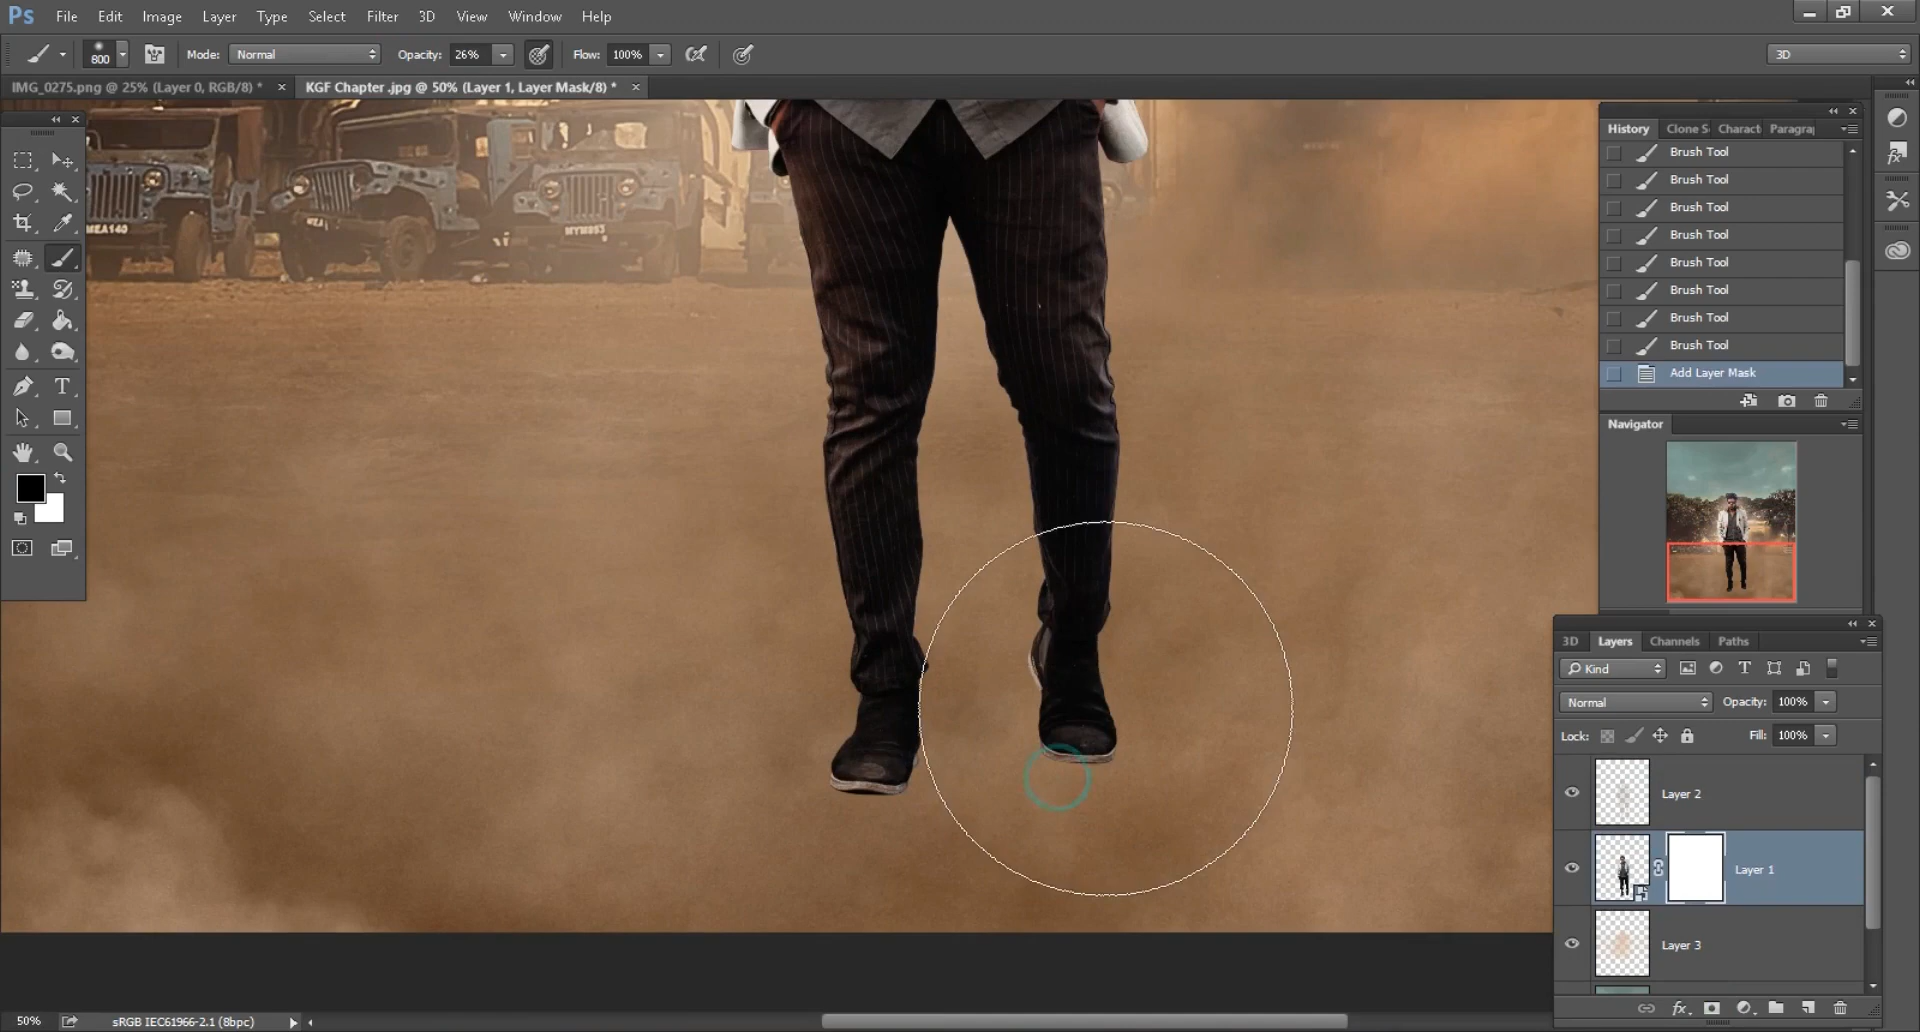 Ps File Edit Image Layer Type Select Filter 3D View Window Help
800 Mode: Normal Opacity: 26% Flow: 100% 3D
IMG_0275.png @ 25% (Layer 0, RGB/8) * × KGF Chapter .jpg @ 50% (Layer 1, Layer Mask/8) * ×
History Clone S Charact Paragra
Brush Tool
Brush Tool
Brush Tool
Brush Tool
Brush Tool
Brush Tool
Brush Tool
Brush Tool
Add Layer Mask
MEA140
MYM893
Navigator
3D Layers Channels Paths
Kind
Normal Opacity: 100%
Lock: Fill: 100%
Layer 2
Layer 1
Layer 3
50% sRGB IEC61966-2.1 (8bpc)